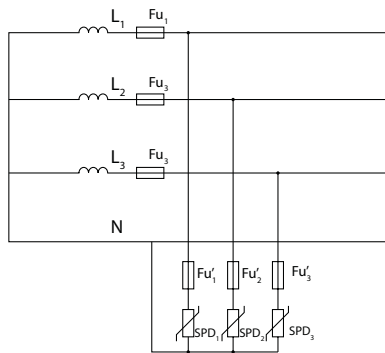 L₁ Fu₁
L₂ Fu₃
L₃ Fu₃
N
Fu'₁ Fu'₂ Fu'₃
SPD₁ SPD₂ SPD₃